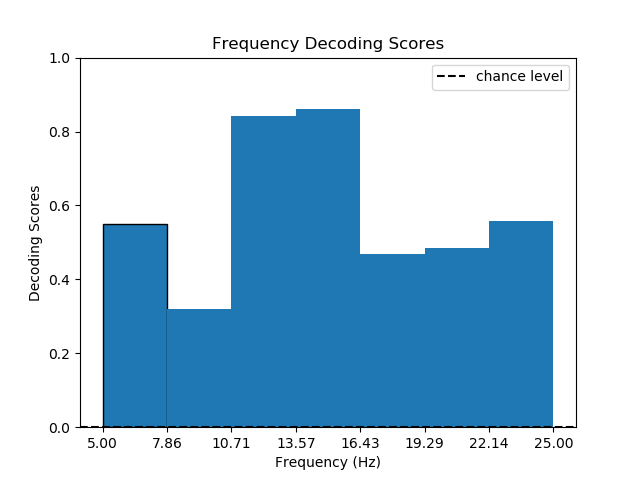 Frequency Decoding Scores
chance level
Decoding Scores
1.0
0.8
0.6
0.4
0.2
0.0
5.00 7.86 10.71 13.57 16.43 19.29 22.14 25.00
Frequency (Hz)